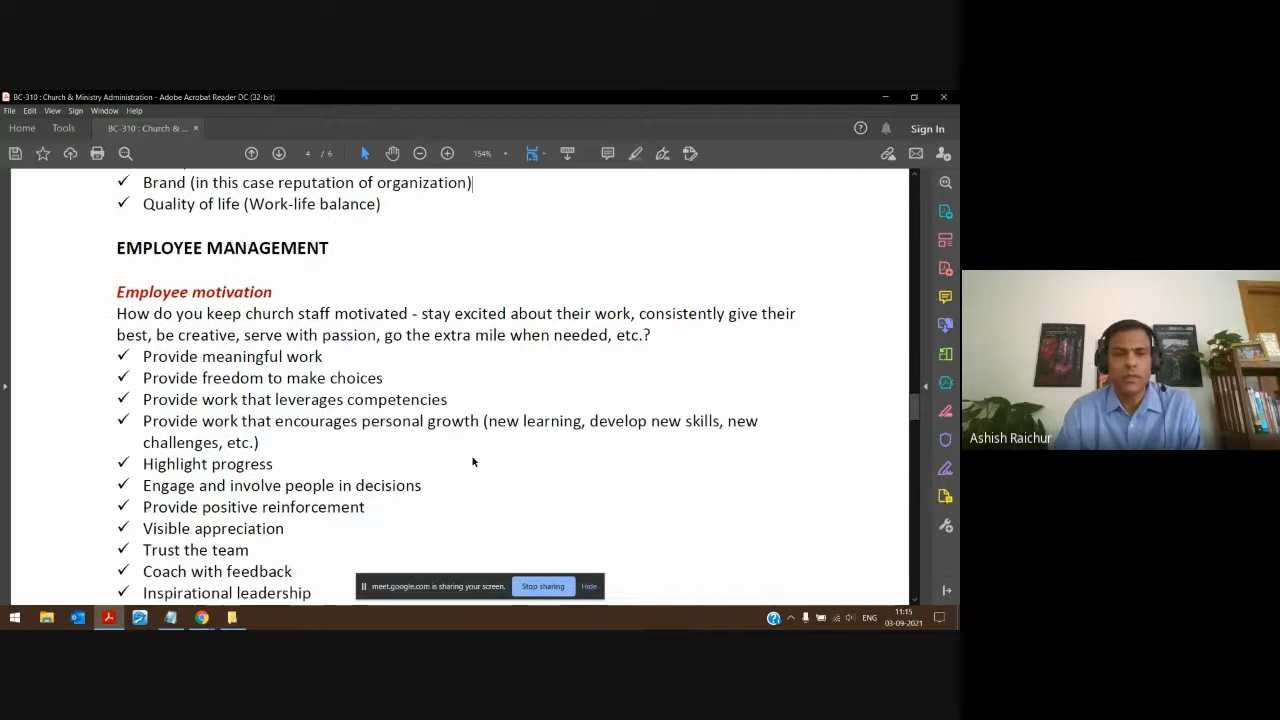 BC-310 : Church & Ministry Administration - Adobe Acrobat Reader DC (32-bit)
File Edit View Sign Window Help
Home Tools BC-310 : Church & ... × Sign In
4 / 6 154%
✓ Brand (in this case reputation of organization)
✓ Quality of life (Work-life balance)
EMPLOYEE MANAGEMENT
Employee motivation
How do you keep church staff motivated - stay excited about their work, consistently give their
best, be creative, serve with passion, go the extra mile when needed, etc.?
✓ Provide meaningful work
✓ Provide freedom to make choices
✓ Provide work that leverages competencies
✓ Provide work that encourages personal growth (new learning, develop new skills, new
challenges, etc.)
✓ Highlight progress
✓ Engage and involve people in decisions
✓ Provide positive reinforcement
✓ Visible appreciation
✓ Trust the team
✓ Coach with feedback
✓ Inspirational leadership
meet.google.com is sharing your screen. Stop sharing Hide
ENG 11:15
03-09-2021
Ashish Raichur